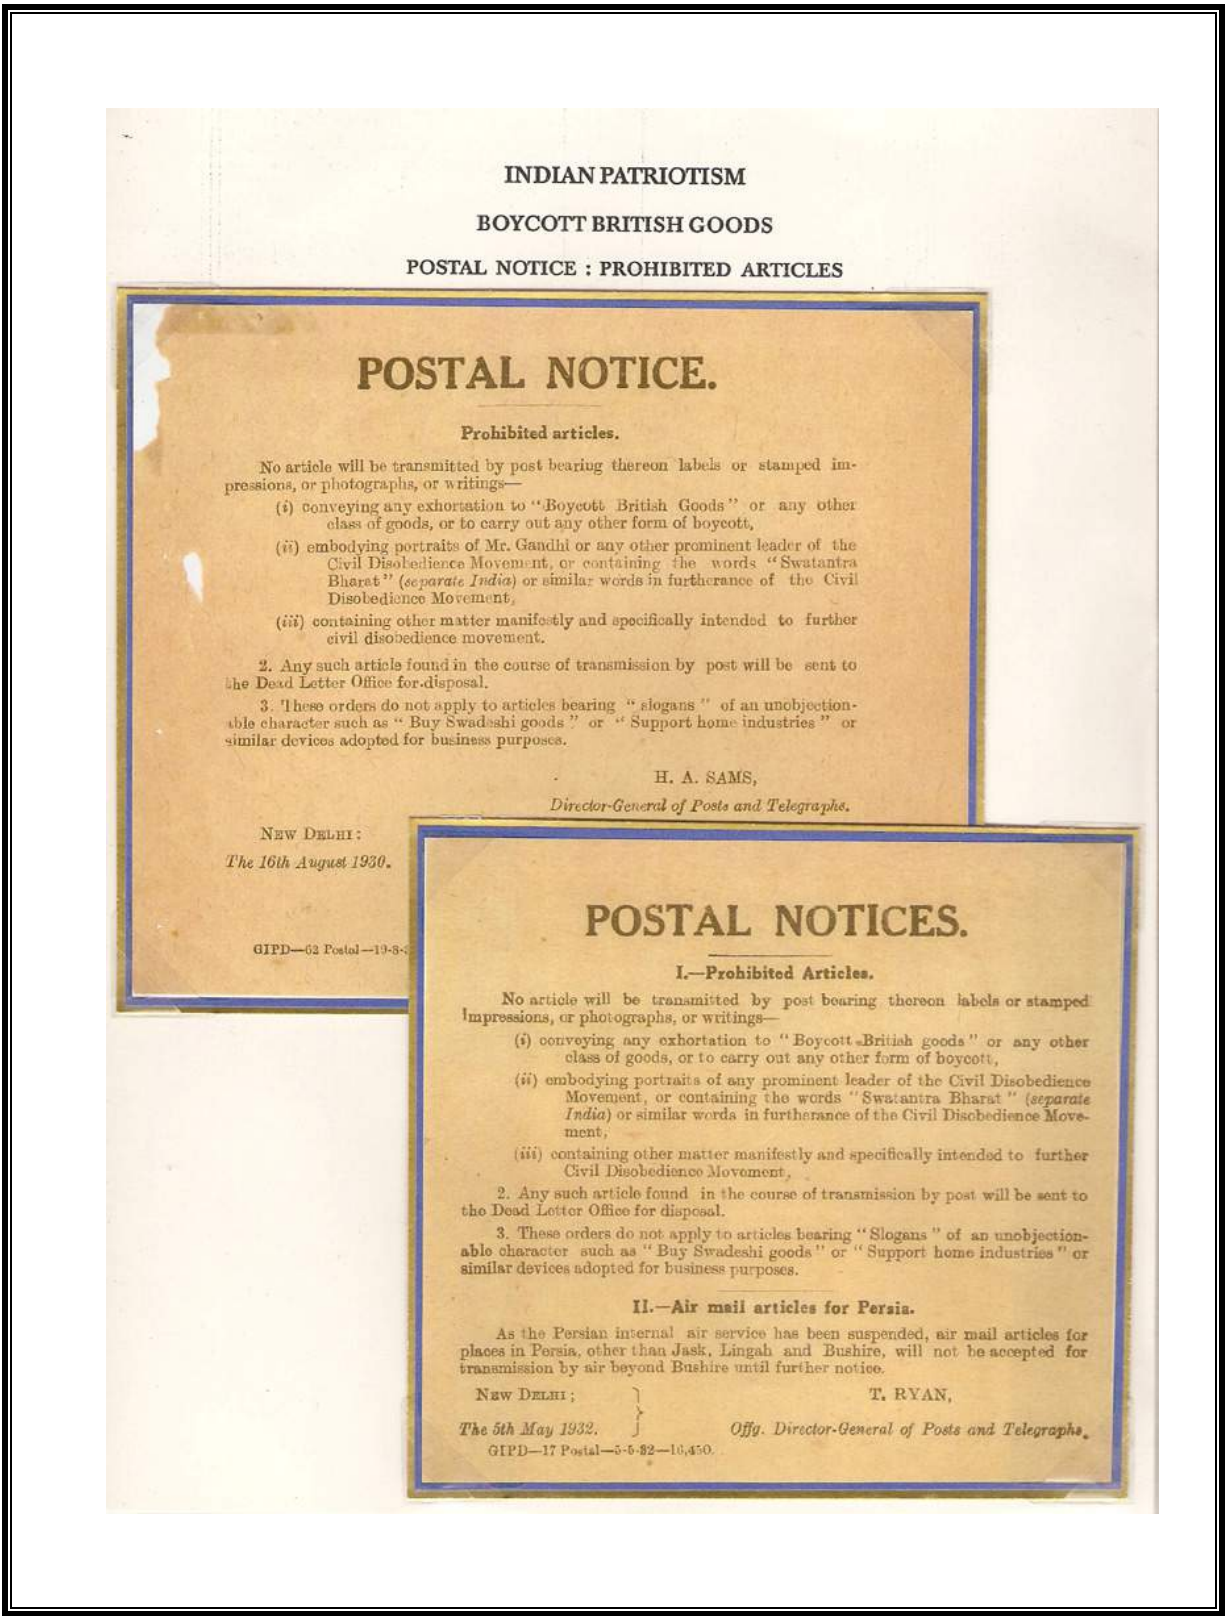 INDIAN PATRIOTISM
BOYCOTT BRITISH GOODS
POSTAL NOTICE : PROHIBITED ARTICLES
POSTAL NOTICE.
Prohibited articles.
No article will be transmitted by post bearing thereon labels or stamped im-
pressions, or photographs, or writings—
(i) conveying any exhortation to "Boycott British Goods" or any other
class of goods, or to carry out any other form of boycott,
(ii) embodying portraits of Mr. Gandhi or any other prominent leader of the
Civil Disobedience Movement, or containing the words "Swatantra
Bharat" (separate India) or similar words in furtherance of the Civil
Disobedience Movement,
(iii) containing other matter manifestly and specifically intended to further
civil disobedience movement.
2. Any such article found in the course of transmission by post will be sent to
the Dead Letter Office for disposal.
3. These orders do not apply to articles bearing "slogans" of an unobjection-
able character such as "Buy Swadeshi goods" or "Support home industries" or
similar devices adopted for business purposes.
H. A. SAMS,
Director-General of Posts and Telegraphs.
NEW DELHI:
The 16th August 1930.
GIPD—62 Postal—19-8-
POSTAL NOTICES.
I.—Prohibited Articles.
No article will be transmitted by post bearing thereon labels or stamped
Impressions, or photographs, or writings—
(i) conveying any exhortation to "Boycott British goods" or any other
class of goods, or to carry out any other form of boycott,
(ii) embodying portraits of any prominent leader of the Civil Disobedience
Movement, or containing the words "Swatantra Bharat" (separate
India) or similar words in furtherance of the Civil Disobedience Move-
ment,
(iii) containing other matter manifestly and specifically intended to further
Civil Disobedience Movement,
2. Any such article found in the course of transmission by post will be sent to
the Dead Letter Office for disposal.
3. These orders do not apply to articles bearing "Slogans" of an unobjection-
able character such as "Buy Swadeshi goods" or "Support home industries" or
similar devices adopted for business purposes.
II.—Air mail articles for Persia.
As the Persian internal air service has been suspended, air mail articles for
places in Persia, other than Jask, Lingah and Bushire, will not be accepted for
transmission by air beyond Bushire until further notice.
NEW DELHI; T. RYAN,
The 5th May 1932. Offg. Director-General of Posts and Telegraphs.
GIPD—17 Postal—5-5-32—16,450.